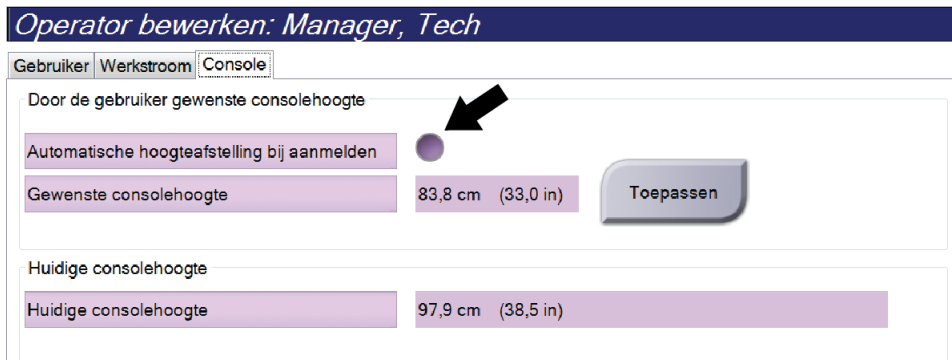 Operator bewerken: Manager, Tech
Gebruiker Werkstroom Console
Door de gebruiker gewenste consolehoogte
Automatische hoogteafstelling bij aanmelden
Gewenste consolehoogte 83,8 cm (33,0 in) Toepassen
Huidige consolehoogte
Huidige consolehoogte 97,9 cm (38,5 in)